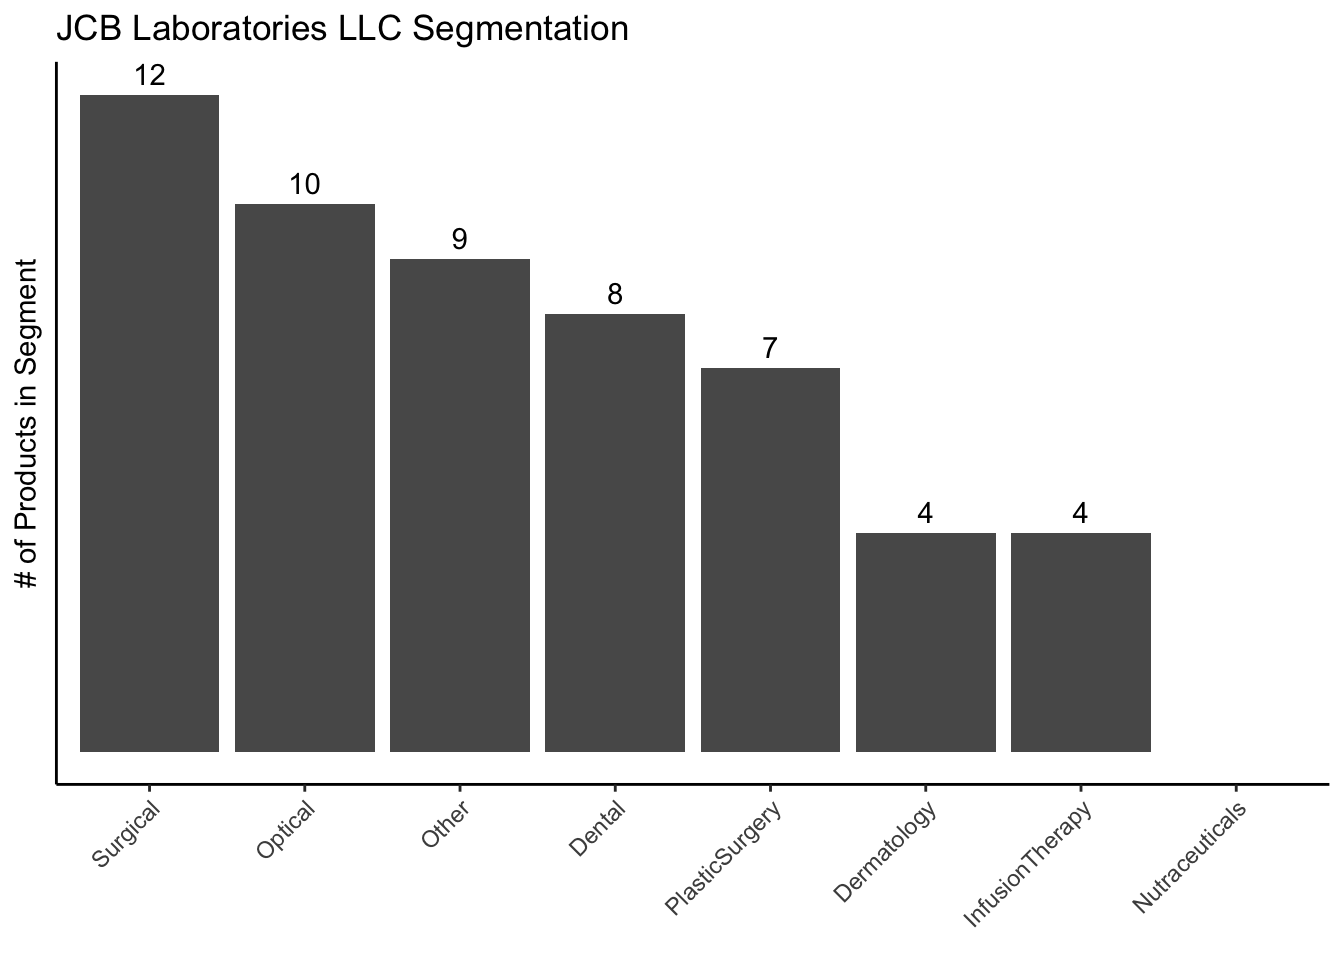 JCB Laboratories LLC Segmentation
# of Products in Segment
12
10
9
8
7
4
4
Surgical
Optical
Other
Dental
PlasticSurgery
Dermatology
InfusionTherapy
Nutraceuticals